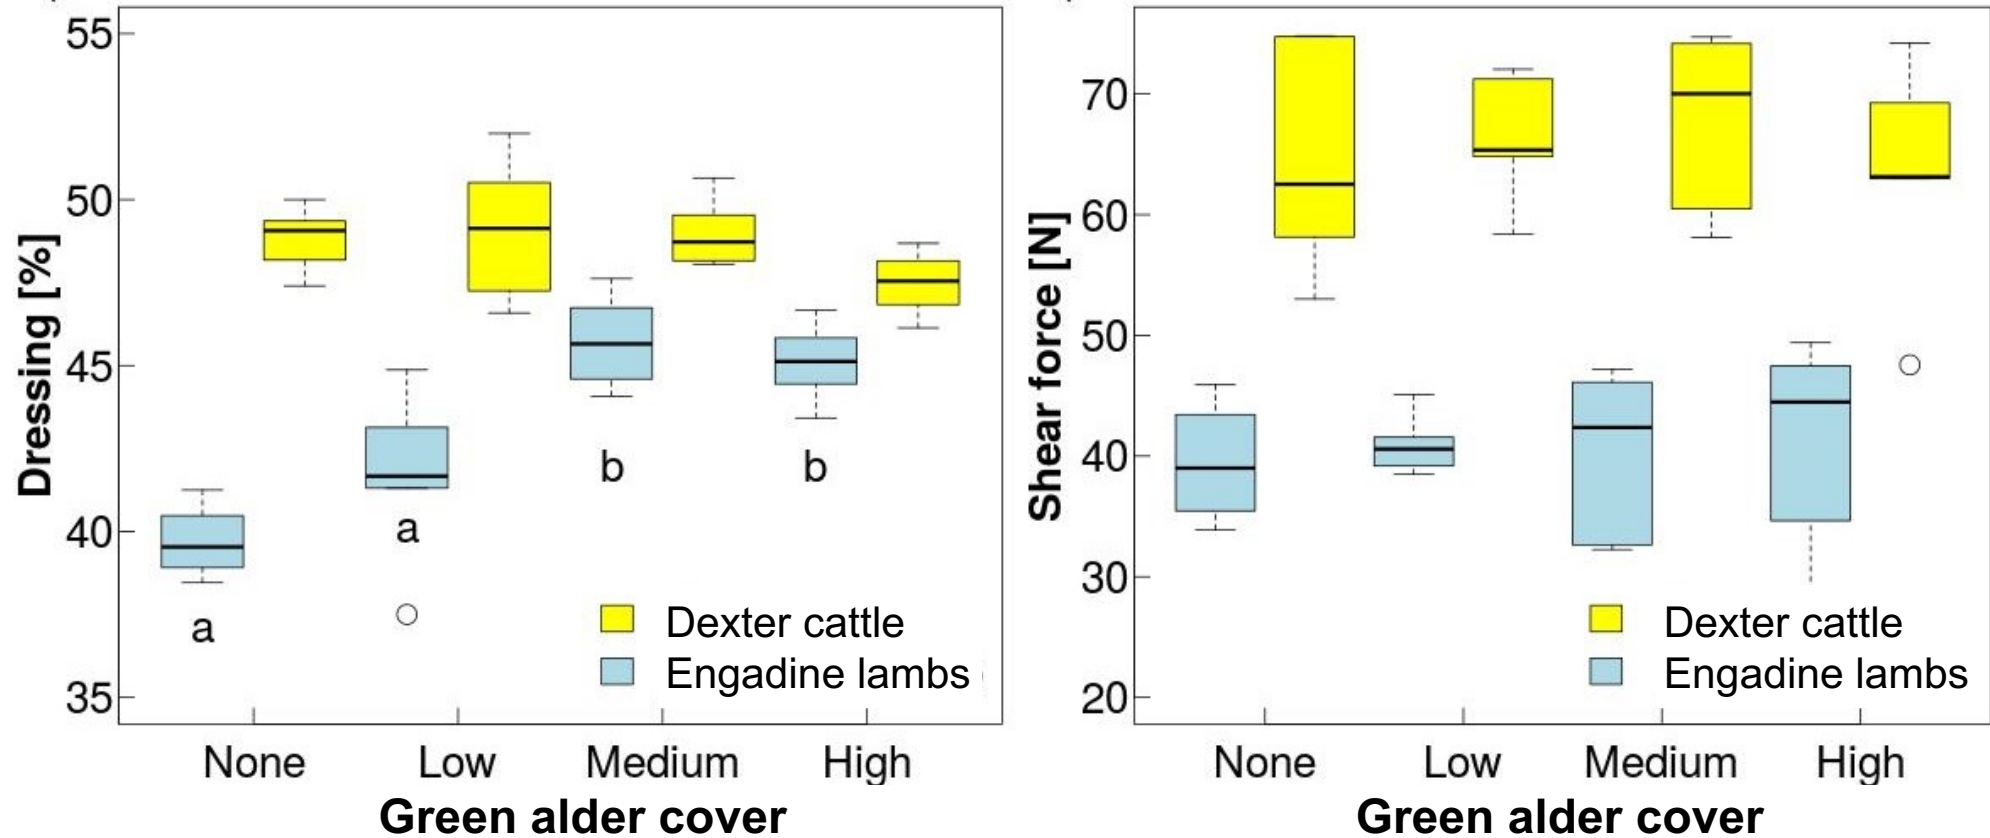 Dressing [%]
55
50
45
40
35
a
a
b
b
Dexter cattle
Engadine lambs
None Low Medium High
Green alder cover
Shear force [N]
70
60
50
40
30
20
Dexter cattle
Engadine lambs
None Low Medium High
Green alder cover